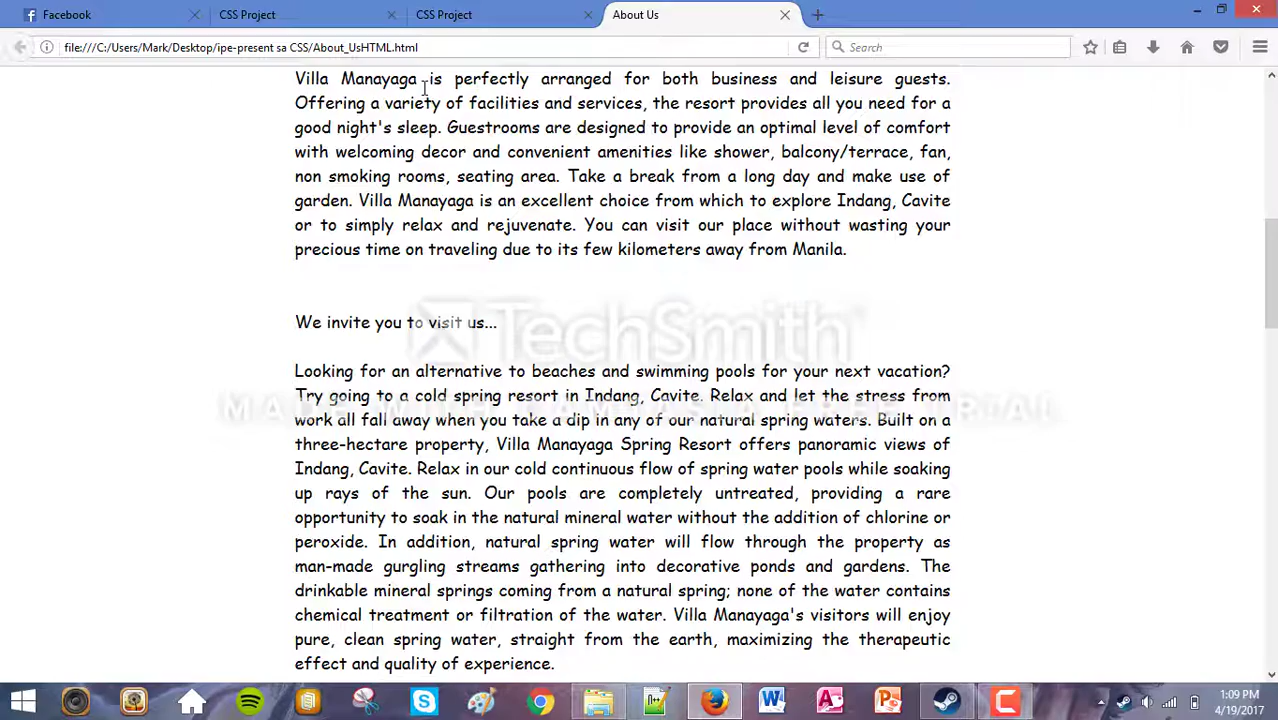 Facebook
CSS Project
CSS Project
About Us
file:///C:/Users/Mark/Desktop/ipe-present sa CSS/About_UsHTML.html
Search
Villa Manayaga is perfectly arranged for both business and leisure guests.
Offering a variety of facilities and services, the resort provides all you need for a
good night's sleep. Guestrooms are designed to provide an optimal level of comfort
with welcoming decor and convenient amenities like shower, balcony/terrace, fan,
non smoking rooms, seating area. Take a break from a long day and make use of
garden. Villa Manayaga is an excellent choice from which to explore Indang, Cavite
or to simply relax and rejuvenate. You can visit our place without wasting your
precious time on traveling due to its few kilometers away from Manila.
We invite you to visit us...
TechSmith
Looking for an alternative to beaches and swimming pools for your next vacation?
Try going to a cold spring resort in Indang, Cavite. Relax and let the stress from
MADE WITH CAMTASIA FREE TRIAL
work all fall away when you take a dip in any of our natural spring waters. Built on a
three-hectare property, Villa Manayaga Spring Resort offers panoramic views of
Indang, Cavite. Relax in our cold continuous flow of spring water pools while soaking
up rays of the sun. Our pools are completely untreated, providing a rare
opportunity to soak in the natural mineral water without the addition of chlorine or
peroxide. In addition, natural spring water will flow through the property as
man-made gurgling streams gathering into decorative ponds and gardens. The
drinkable mineral springs coming from a natural spring; none of the water contains
chemical treatment or filtration of the water. Villa Manayaga's visitors will enjoy
pure, clean spring water, straight from the earth, maximizing the therapeutic
effect and quality of experience.
1:09 PM
4/19/2017